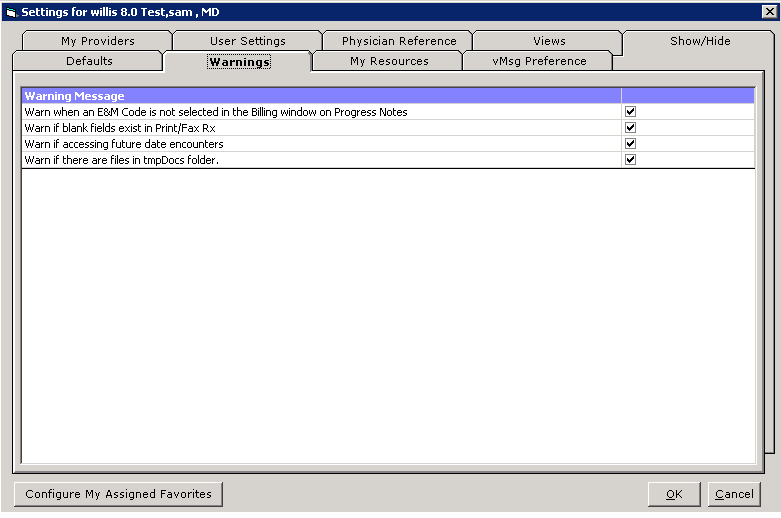 Settings for willis 8.0 Test,sam , MD
My Providers
User Settings
Physician Reference
Views
Show/Hide
Defaults
Warnings
My Resources
vMsg Preference
Warning Message
Warn when an E&M Code is not selected in the Billing window on Progress Notes
Warn if blank fields exist in Print/Fax Rx
Warn if accessing future date encounters
Warn if there are files in tmpDocs folder.
Configure My Assigned Favorites
OK
Cancel